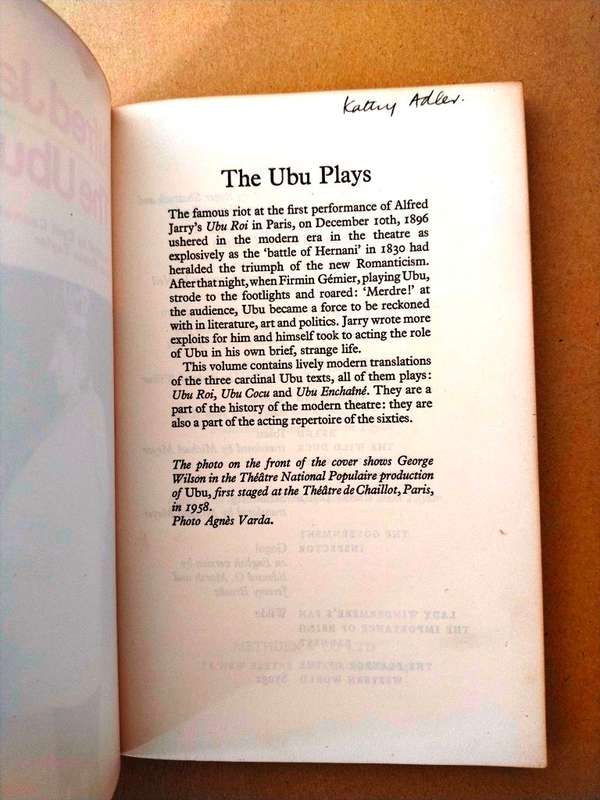 Kathy Adler.
The Ubu Plays
The famous riot at the first performance of Alfred
Jarry's Ubu Roi in Paris, on December 10th, 1896
ushered in the modern era in the theatre as
explosively as the 'battle of Hernani' in 1830 had
heralded the triumph of the new Romanticism.
After that night, when Firmin Gémier, playing Ubu,
strode to the footlights and roared: 'Merdre!' at
the audience, Ubu became a force to be reckoned
with in literature, art and politics. Jarry wrote more
exploits for him and himself took to acting the role
of Ubu in his own brief, strange life.
This volume contains lively modern translations
of the three cardinal Ubu texts, all of them plays:
Ubu Roi, Ubu Cocu and Ubu Enchaîné. They are a
part of the history of the modern theatre: they are
also a part of the acting repertoire of the sixties.
The photo on the front of the cover shows George
Wilson in the Théâtre National Populaire production
of Ubu, first staged at the Théâtre de Chaillot, Paris,
in 1958.
Photo Agnès Varda.